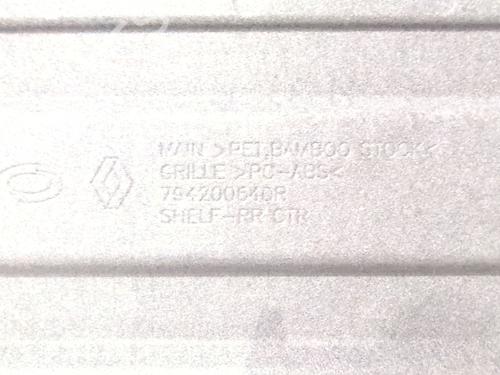 MAIN >PET,BAMBOO STOCK<
GRILLE >PC-ABS<
794200640R
SHELF-RR CTR